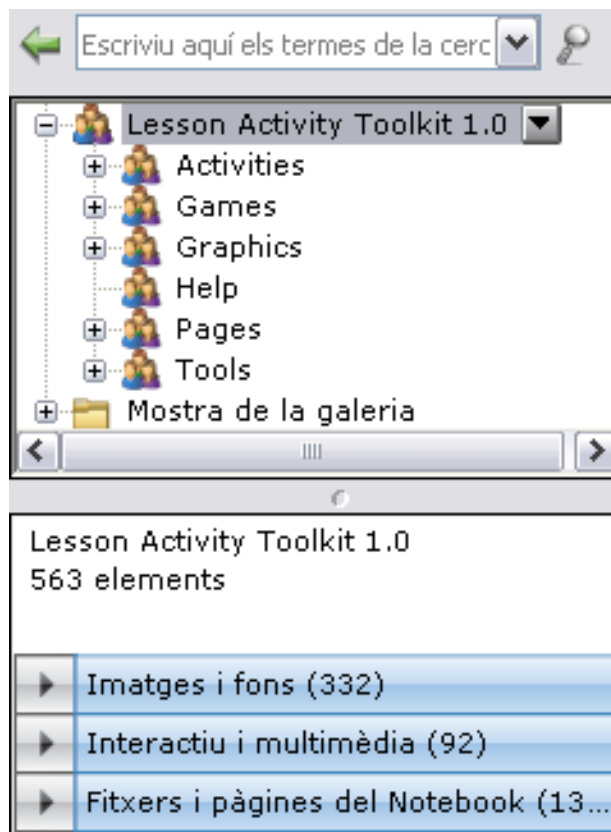 Escriviu aquí els termes de la cerc
Lesson Activity Toolkit 1.0
Activities
Games
Graphics
Help
Pages
Tools
Mostra de la galeria
Lesson Activity Toolkit 1.0
563 elements
Imatges i fons (332)
Interactiu i multimèdia (92)
Fitxers i pàgines del Notebook (13...